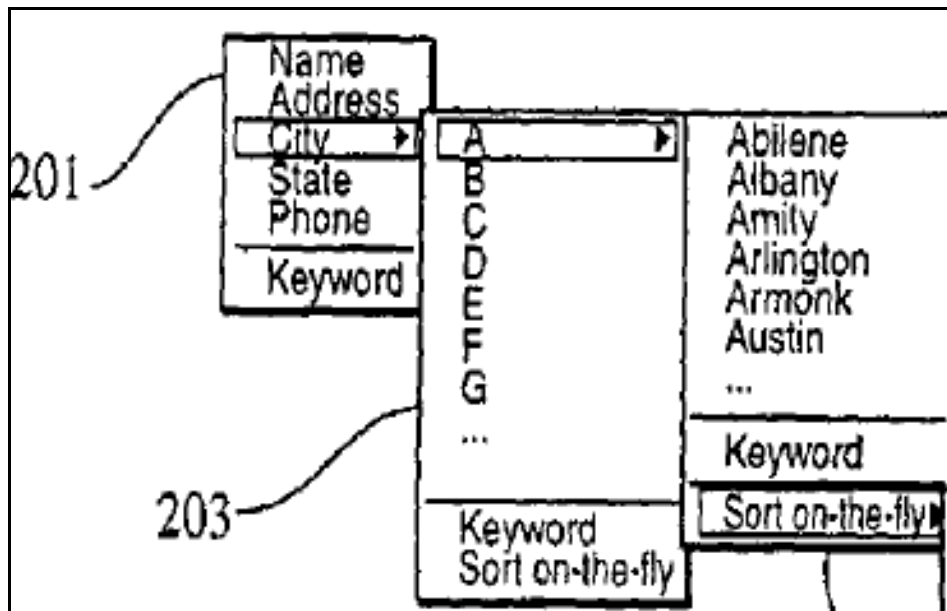 Name
Address
City
State
Phone
Keyword
201
A
B
C
D
E
F
G
...
Keyword
Sort on-the-fly
203
Abilene
Albany
Amity
Arlington
Armonk
Austin
...
Keyword
Sort on-the-fly